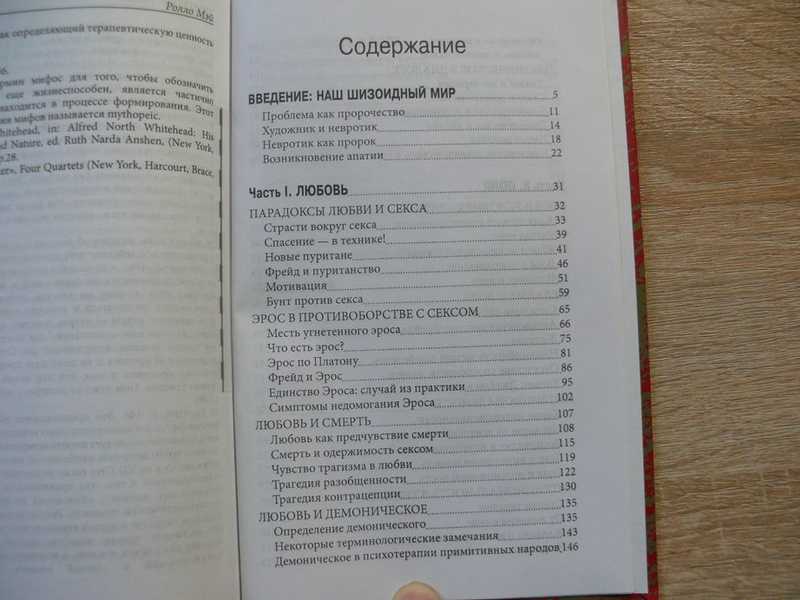 Ролло Мэй
ак определяющий терапевтическую ценность
6.
рмин мифос для того, чтобы обозначить
еще жизнеспособен, является частично
находится в процессе формирования. Этот
ия мифов называется mythopeic.
hitehead, in: Alfred North Whitehead: His
d Nature, ed. Ruth Narda Anshen, (New York,
p.28.
er», Four Quartets (New York, Harcourt, Brace,
Содержание
ВВЕДЕНИЕ: НАШ ШИЗОИДНЫЙ МИР 5
Проблема как пророчество 11
Художник и невротик 14
Невротик как пророк 18
Возникновение апатии 22
Часть I. ЛЮБОВЬ 31
ПАРАДОКСЫ ЛЮБВИ И СЕКСА 32
Страсти вокруг секса 33
Спасение — в технике! 39
Новые пуритане 41
Фрейд и пуританство 46
Мотивация 51
Бунт против секса 59
ЭРОС В ПРОТИВОБОРСТВЕ С СЕКСОМ 65
Месть угнетенного эроса 66
Что есть эрос? 75
Эрос по Платону 81
Фрейд и Эрос 86
Единство Эроса: случай из практики 95
Симптомы недомогания Эроса 102
ЛЮБОВЬ И СМЕРТЬ 107
Любовь как предчувствие смерти 108
Смерть и одержимость сексом 115
Чувство трагизма в любви 119
Трагедия разобщенности 122
Трагедия контрацепции 130
ЛЮБОВЬ И ДЕМОНИЧЕСКОЕ 135
Определение демонического 135
Некоторые терминологические замечания 143
Демоническое в психотерапии примитивных народов 146